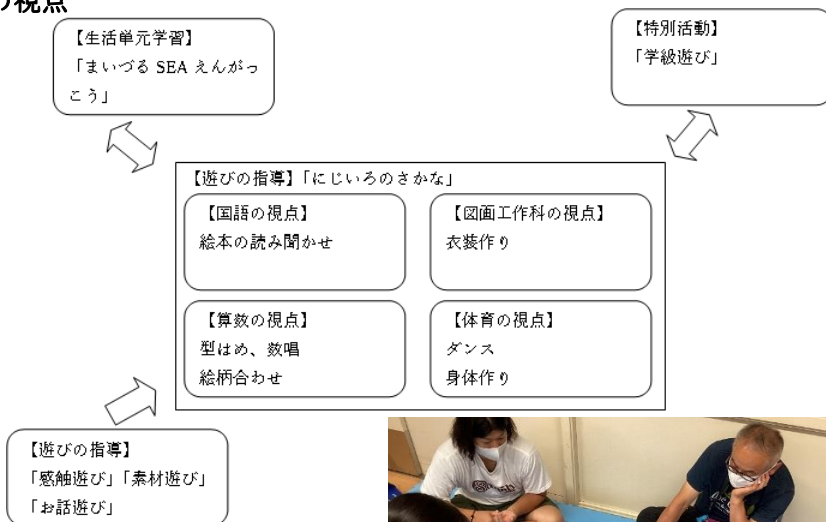 の視点
【生活単元学習】
「まいづる SEA えんがっ
こう」
【特別活動】
「学級遊び」
【遊びの指導】「にじいろのさかな」
【国語の視点】
絵本の読み聞かせ
【図画工作科の視点】
衣装作り
【算数の視点】
型はめ、数唱
絵柄合わせ
【体育の視点】
ダンス
身体作り
【遊びの指導】
「感触遊び」「素材遊び」
「お話遊び」